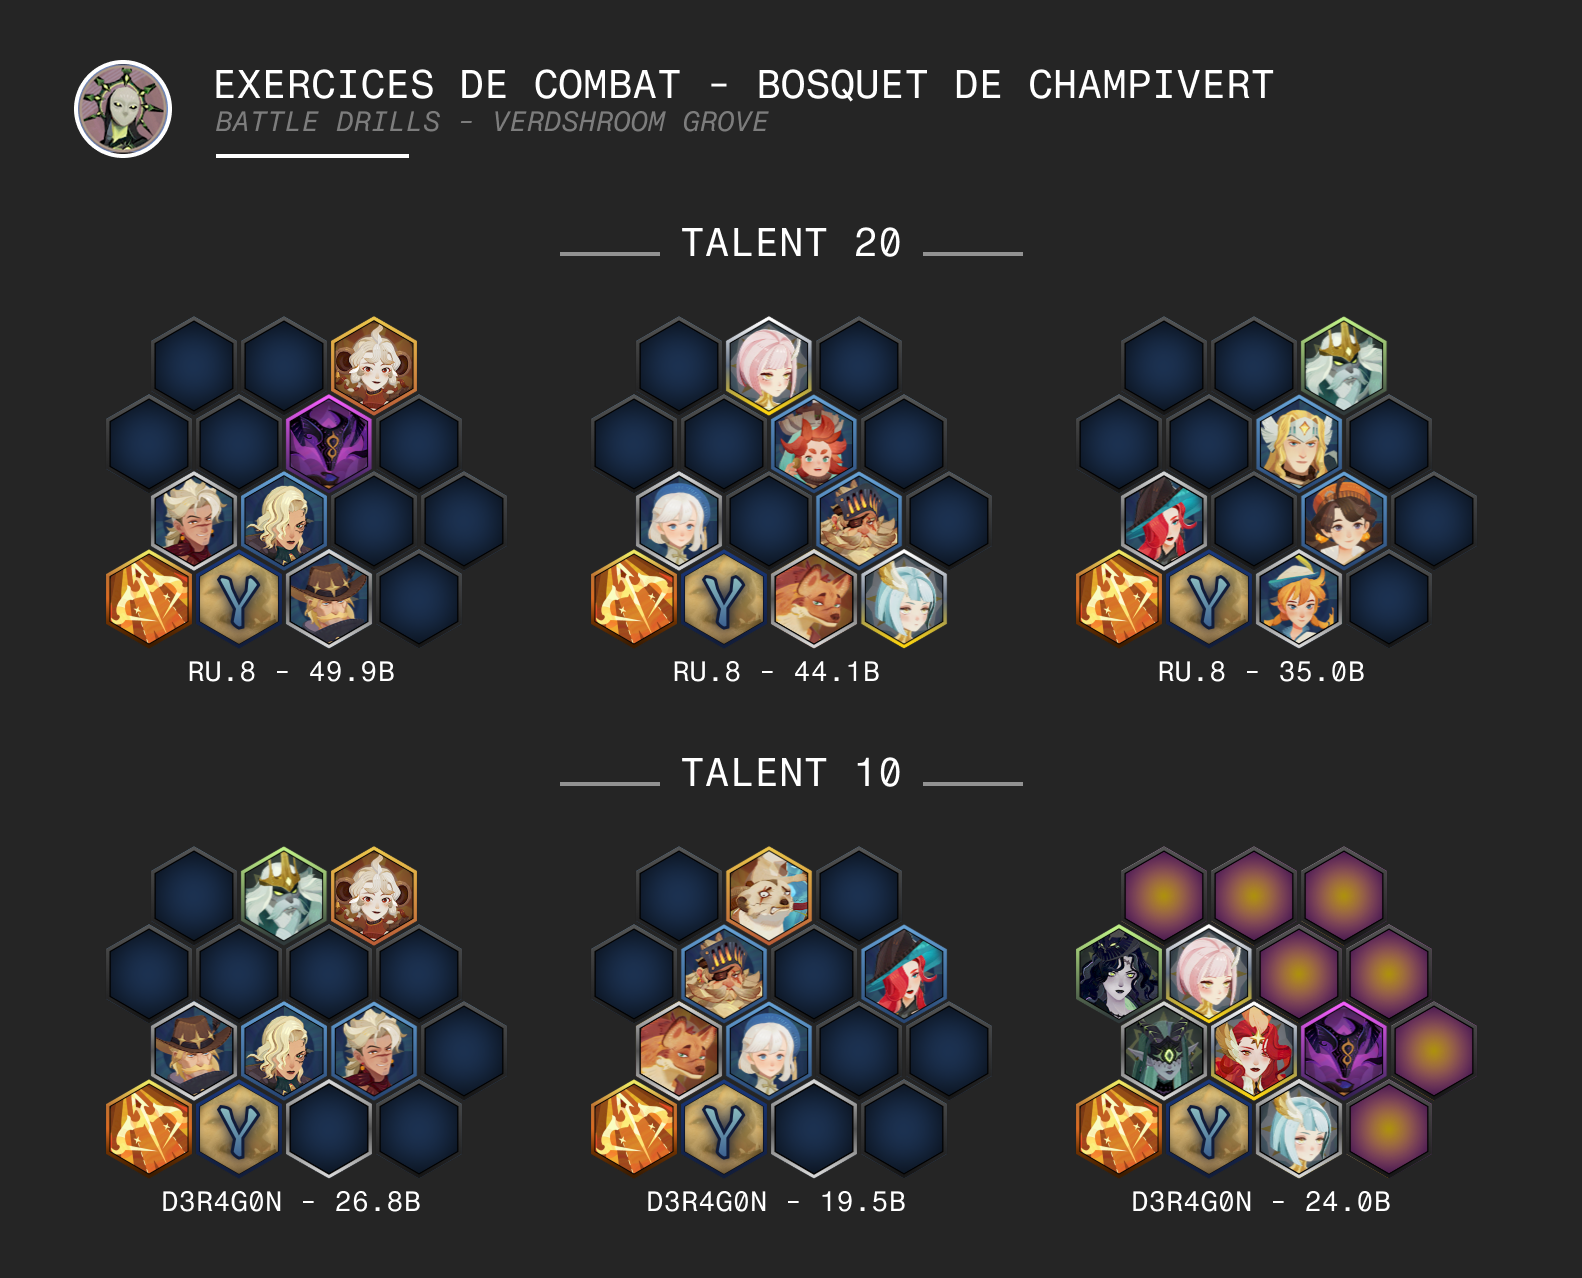 EXERCICES DE COMBAT - BOSQUET DE CHAMPIVERT
BATTLE DRILLS - VERDSHROOM GROVE
TALENT 20
RU.8 - 49.9B
RU.8 - 44.1B
RU.8 - 35.0B
TALENT 10
D3R4G0N - 26.8B
D3R4G0N - 19.5B
D3R4G0N - 24.0B